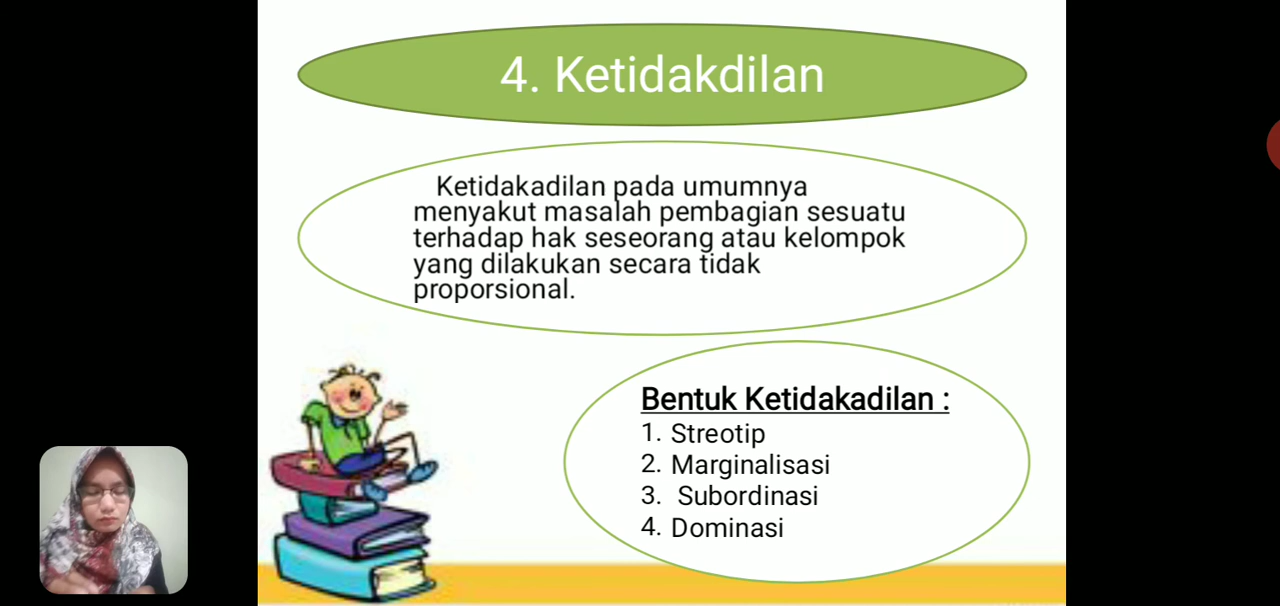 4. Ketidakdilan
Ketidakadilan pada umumnya
menyakut masalah pembagian sesuatu
terhadap hak seseorang atau kelompok
yang dilakukan secara tidak
proporsional.
Bentuk Ketidakadilan :
1. Streotip
2. Marginalisasi
3. Subordinasi
4. Dominasi